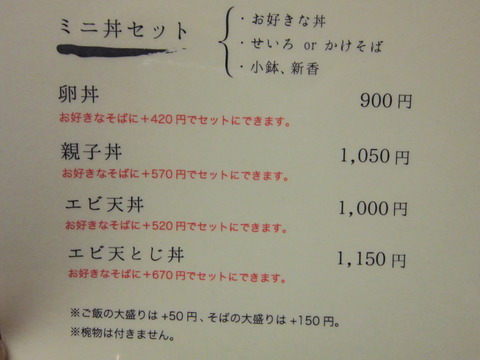 ミニ丼セット
・お好きな丼
・せいろ or かけそば
・小鉢、新香
卵丼 900円
お好きなそばに+420円でセットにできます。
親子丼 1,050円
お好きなそばに+570円でセットにできます。
エビ天丼 1,000円
お好きなそばに+520円でセットにできます。
エビ天とじ丼 1,150円
お好きなそばに+670円でセットにできます。
※ご飯の大盛りは+50円、そばの大盛りは+150円。
※椀物は付きません。